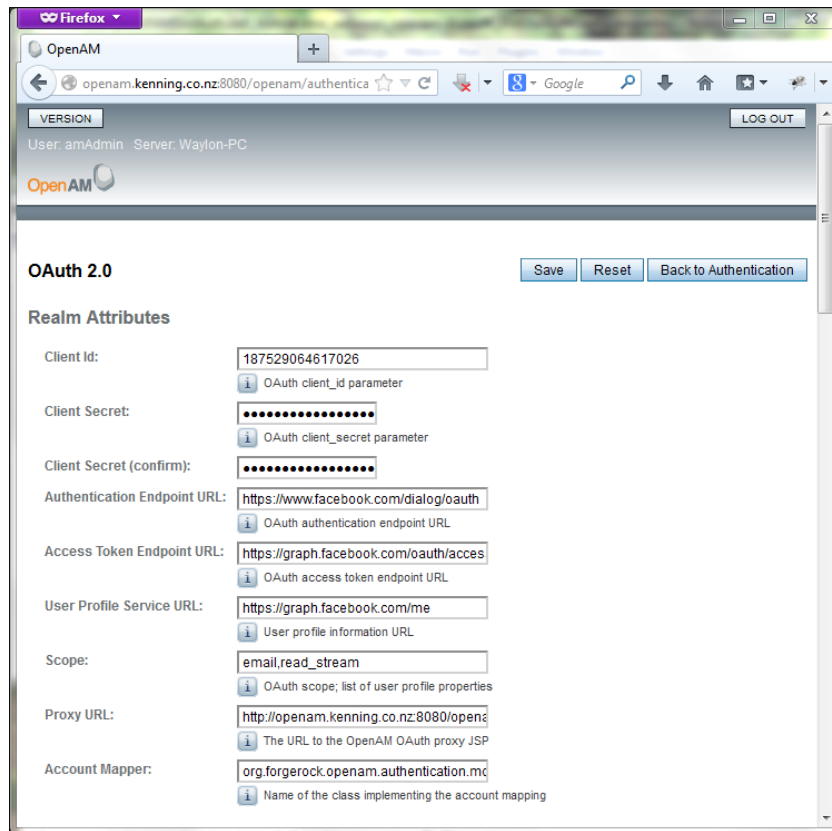 Firefox
OpenAM
openam.kenning.co.nz:8080/openam/authentica
Google
VERSION
LOG OUT
User: amAdmin Server: Waylon-PC
OpenAM
OAuth 2.0
Save
Reset
Back to Authentication
Realm Attributes
Client Id:
187529064617026
i OAuth client_id parameter
Client Secret:
•••••••••••••••••
i OAuth client_secret parameter
Client Secret (confirm):
•••••••••••••••••
Authentication Endpoint URL:
https://www.facebook.com/dialog/oauth
i OAuth authentication endpoint URL
Access Token Endpoint URL:
https://graph.facebook.com/oauth/acces
i OAuth access token endpoint URL
User Profile Service URL:
https://graph.facebook.com/me
i User profile information URL
Scope:
email,read_stream
i OAuth scope; list of user profile properties
Proxy URL:
http://openam.kenning.co.nz:8080/opena
i The URL to the OpenAM OAuth proxy JSP
Account Mapper:
org.forgerock.openam.authentication.mo
i Name of the class implementing the account mapping